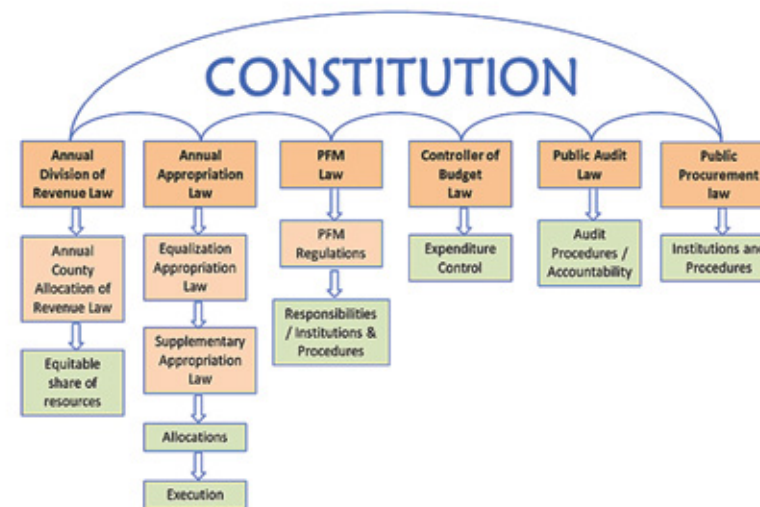 CONSTITUTION
Annual
Division of
Revenue Law
Annual
County
Allocation of
Revenue Law
Equitable
share of
resources
Annual
Appropriation
Law
Equalization
Appropriation
Law
Supplementary
Appropriation
Law
Allocations
Execution
PFM
Law
PFM
Regulations
Responsibilities
/ Institutions &
Procedures
Controller of
Budget
Law
Expenditure
Control
Public Audit
Law
Audit
Procedures /
Accountability
Public
Procurement
law
Institutions and
Procedures